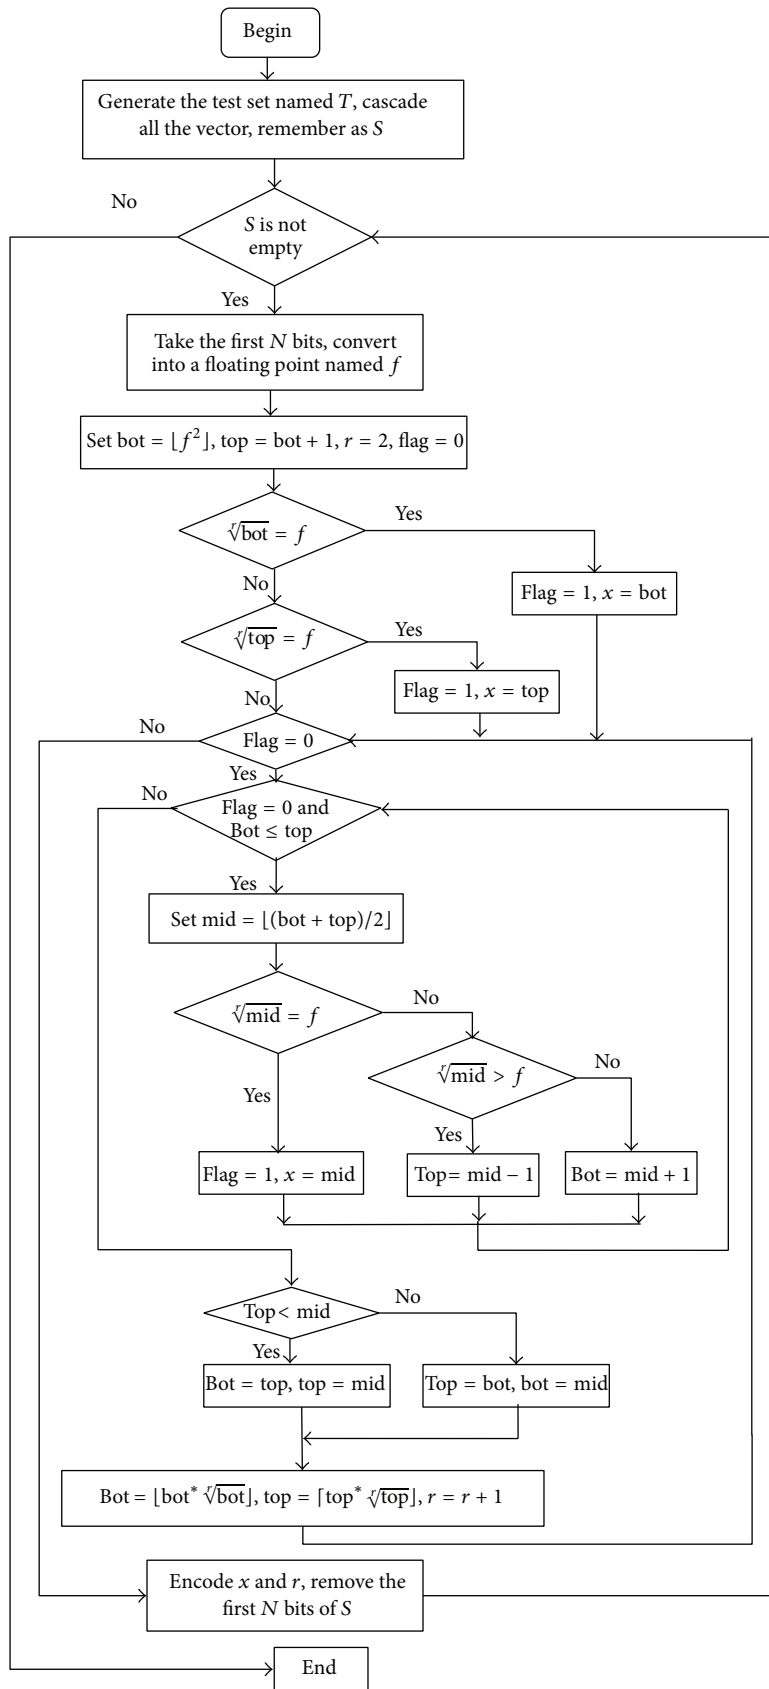 Begin
Generate the test set named T, cascade
all the vector, remember as S
No
S is not
empty
Yes
Take the first N bits, convert
into a floating point named f
Set bot = ⌊f²⌋, top = bot + 1, r = 2, flag = 0
ʳ√bot = f
Yes
No
Flag = 1, x = bot
ʳ√top = f
Yes
No
Flag = 1, x = top
No
Flag = 0
Yes
No
Flag = 0 and
Bot ≤ top
Yes
Set mid = ⌊(bot + top)/2⌋
ʳ√mid = f
No
ʳ√mid > f
No
Yes
Yes
Flag = 1, x = mid
Top= mid − 1
Bot = mid + 1
Top< mid
No
Yes
Bot = top, top = mid
Top = bot, bot = mid
Bot = ⌊bot* ʳ√bot⌋, top = ⌈top* ʳ√top⌉, r = r + 1
Encode x and r, remove the
first N bits of S
End